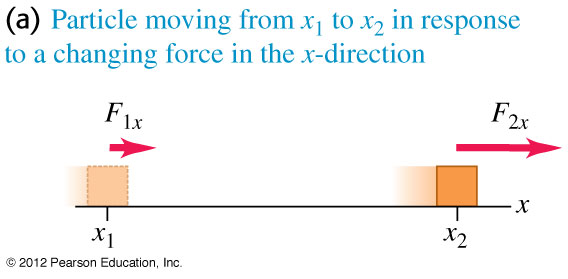 (a) Particle moving from x₁ to x₂ in response
to a changing force in the x-direction
F₁ₓ F₂ₓ
x
x₁ x₂
© 2012 Pearson Education, Inc.